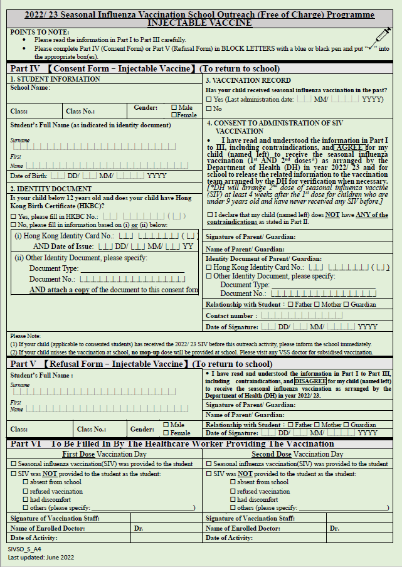 2022/ 23 Seasonal Influenza Vaccination School Outreach (Free of Charge) Programme
INJECTABLE VACCINE
POINTS TO NOTE:
• Please read the information in Part I to Part III carefully.
• Please complete Part IV (Consent Form) or Part V (Refusal Form) in BLOCK LETTERS with a blue or black pen and put "✓" into
the appropriate box(es).
Part IV 【Consent Form – Injectable Vaccine】(To return to school)
1. STUDENT INFORMATION
School Name:
Class:
Class No.:
Gender:
□ Male
□Female
Student's Full Name (as indicated in identity document)
Surname
First
Name
Date of Birth: DD/ MM/ YYYY
2. IDENTITY DOCUMENT
Is your child below 12 years old and does your child have Hong
Kong Birth Certificate (HKBC)?
□ Yes, please fill in HKBC No.: ( )
□ No, please fill in information based on (i) or (ii) below:
(i) Hong Kong Identity Card No.: ( )
AND Date of Issue: DD/ MM/ YY
(ii) Other Identity Document, please specify:
Document Type:
Document No.:
AND attach a copy of the document to this consent form
3. VACCINATION RECORD
Has your child received seasonal influenza vaccination in the past?
□ Yes (Last administration date: MM/ YYYY)
□ No
4. CONSENT TO ADMINISTRATION OF SIV
VACCINATION
• I have read and understood the information in Part I
to III, including contraindications, and AGREE for my
child (named left) to receive the seasonal influenza
vaccination (1st AND 2nd doses*) as arranged by the
Department of Health (DH) in year 2022/ 23 and for
school to release the related information to the vaccination
team arranged by the DH for verification when necessary.
(*DH will arrange 2nd dose of seasonal influenza vaccine
(SIV) at least 4 weeks after the 1st dose for children who are
under 9 years old and have never received any SIV before.)
□ I declare that my child (named left) does NOT have ANY of the
contraindications as stated in Part II.
Signature of Parent/ Guardian:
Name of Parent/ Guardian:
Identity Document of Parent/ Guardian:
□ Hong Kong Identity Card No.: ( )
□ Other Identity Document, please specify:
Document Type:
Document No.:
Relationship with Student : □ Father □ Mother □ Guardian
Contact number :
Date of Signature: DD/ MM/ YYYY
Please Note:
(1) If your child (applicable to consented students) has received the 2022/ 23 SIV before this outreach activity, please inform the school immediately
(2) If your child misses the vaccination at school, no mop-up dose will be provided at school. Please visit any VSS doctor for subsidised vaccination.
Part V 【Refusal Form – Injectable Vaccine】(To return to school)
Student's Full Name :
Surname
First
Name
Class:
Class No.:
Gender:
□ Male
□ Female
• I have read and understood the information in Part I to Part III,
including contraindications, and DISAGREE for my child (named left)
to receive the seasonal influenza vaccination as arranged by the
Department of Health (DH) in year 2022/ 23.
Signature of Parent/ Guardian:
Name of Parent/ Guardian:
Relationship with Student : □ Father □ Mother □ Guardian
Date of Signature: DD/ MM/ YYYY
Part VI To Be Filled In By The Healthcare Worker Providing The Vaccination
First Dose Vaccination Day
□ Seasonal influenza vaccination(SIV) was provided to the student
□ SIV was NOT provided to the student as the student:
□ absent from school
□ refused vaccination
□ had discomfort
□ others (please specify: )
Signature of Vaccination Staff:
Name of Enrolled Doctor: Dr.
Date of Activity:
Second Dose Vaccination Day
□ Seasonal influenza vaccination(SIV) was provided to the student
□ SIV was NOT provided to the student as the student:
□ absent from school
□ refused vaccination
□ had discomfort
□ others (please specify: )
Signature of Vaccination Staff:
Name of Enrolled Doctor: Dr.
Date of Activity:
SIVSO_5_A4
Last updated: June 2022